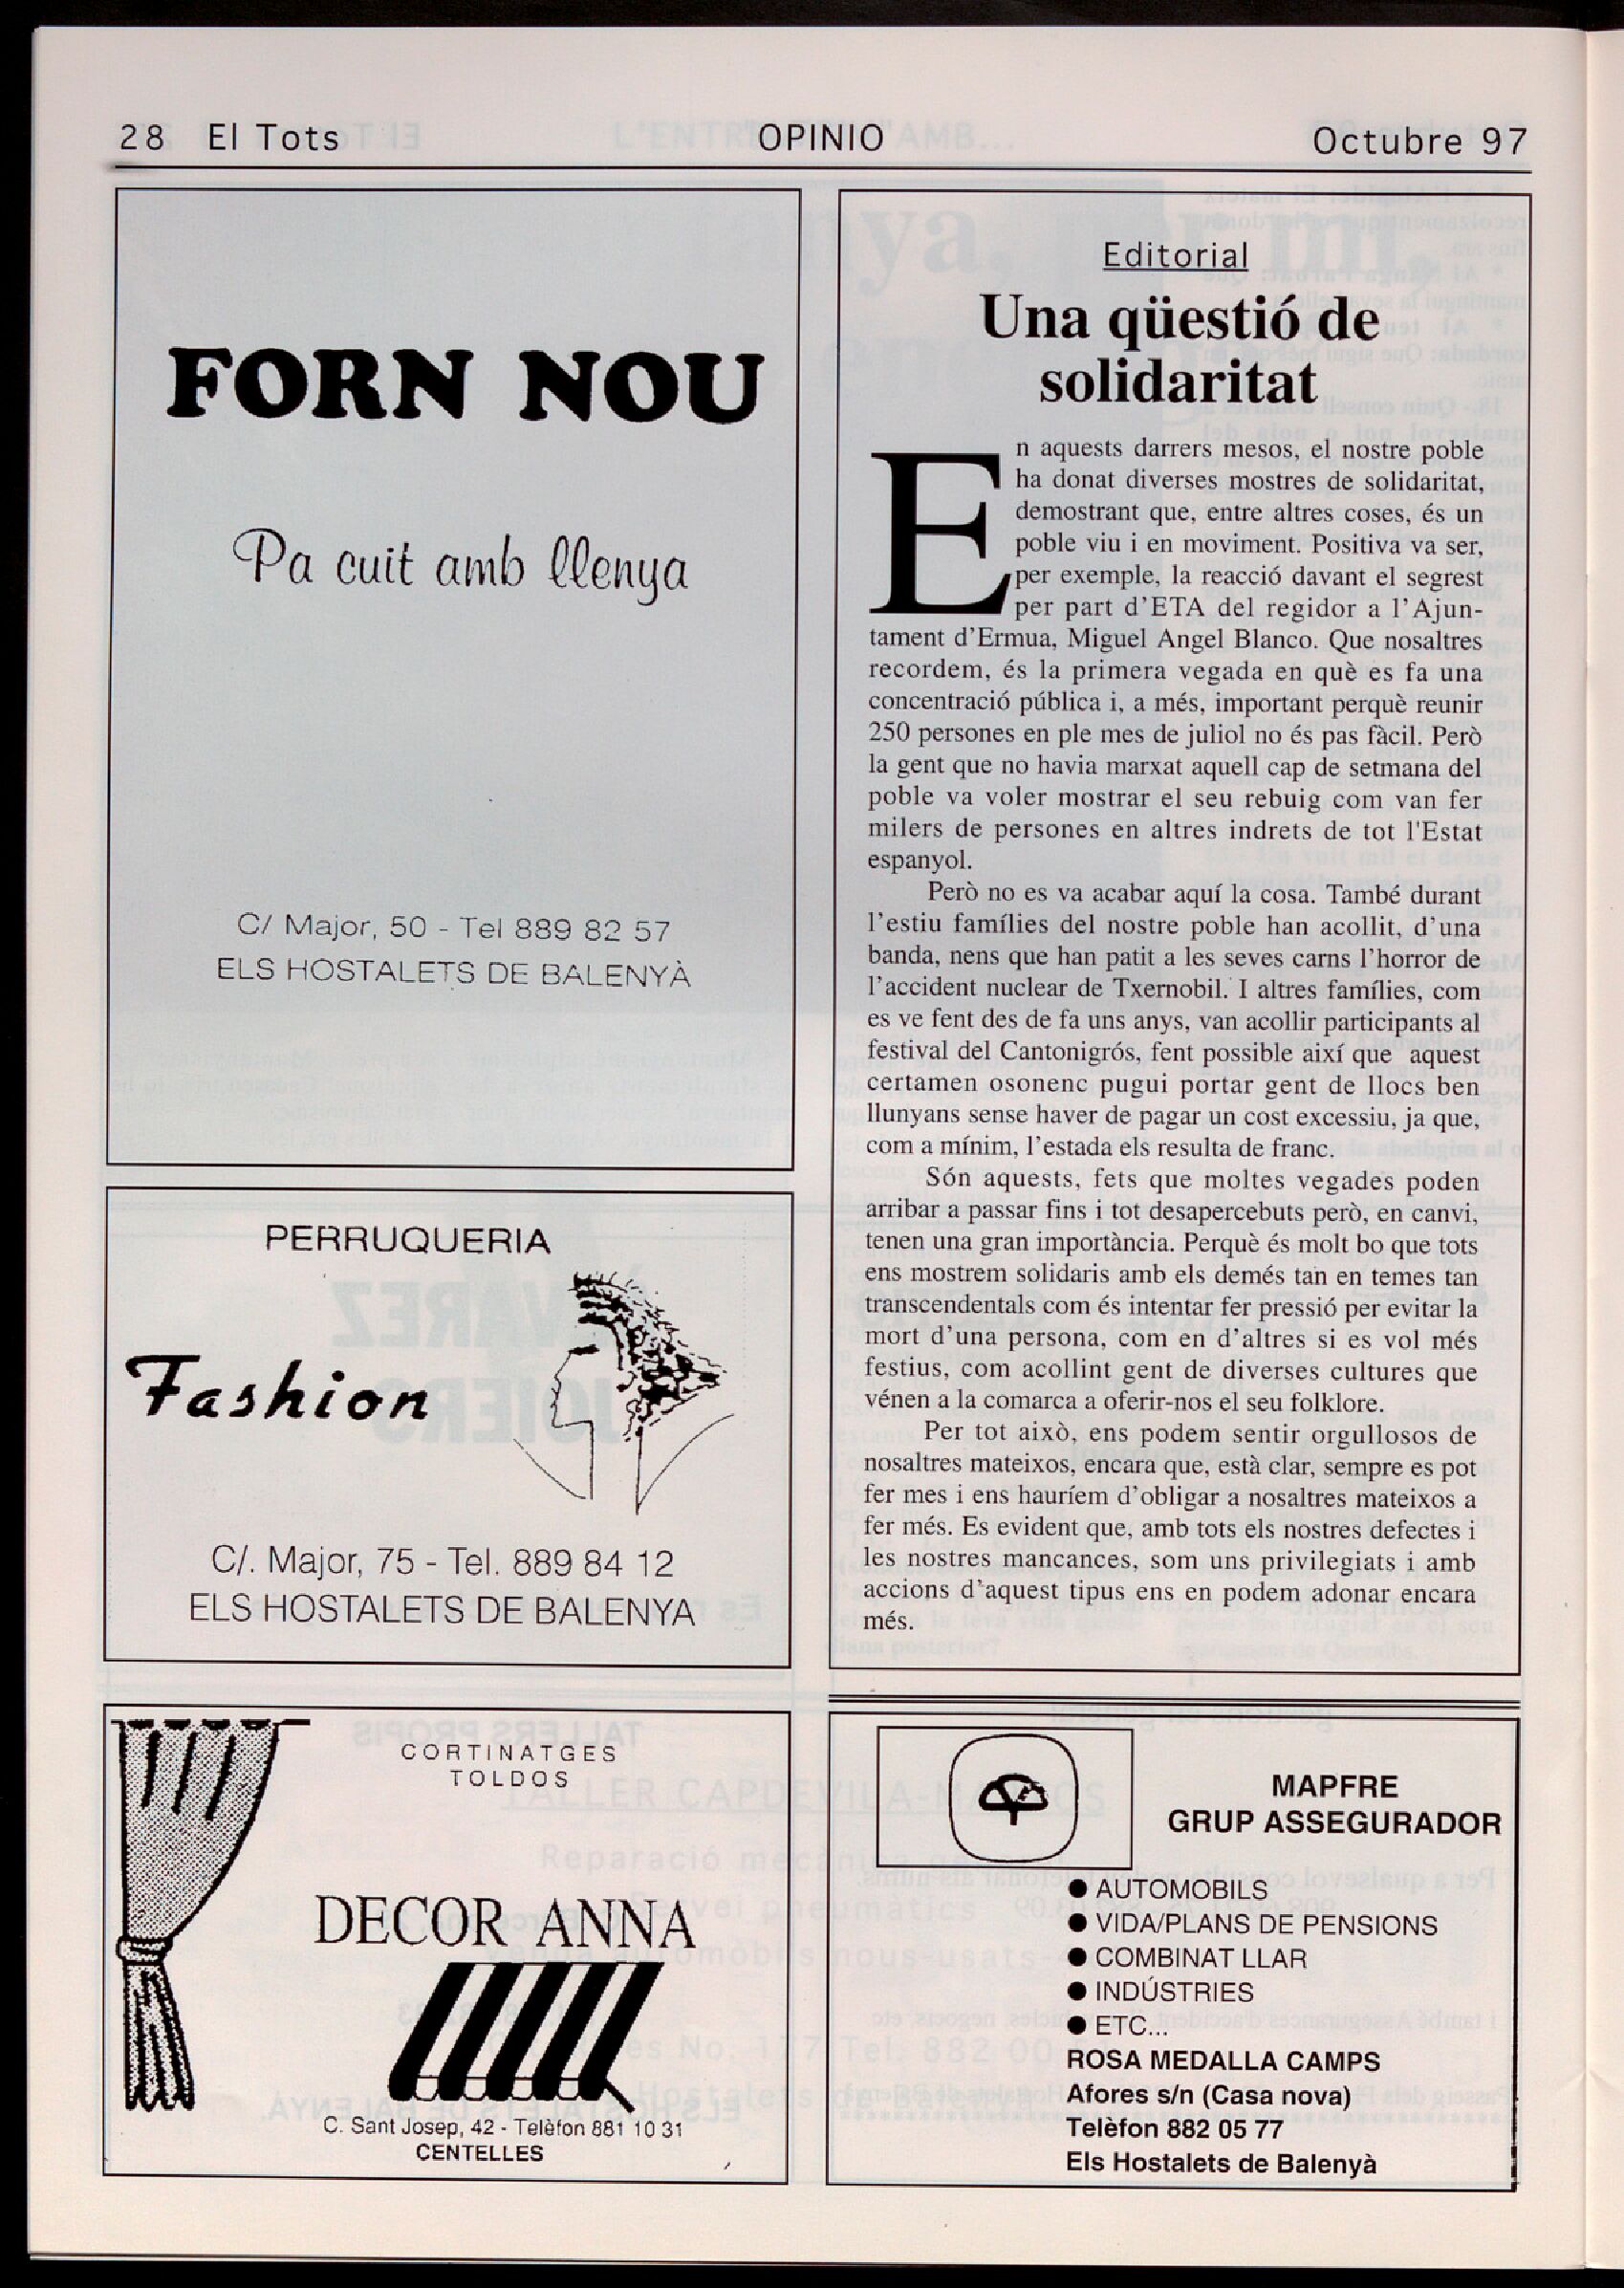 28 El Tots OPINIO Octubre 97
FORN NOU
Pa cuit amb llenya
C/ Major, 50 - Tel 889 82 57
ELS HOSTALETS DE BALENYÀ
PERRUQUERIA
Fashion
C/. Major, 75 - Tel. 889 84 12
ELS HOSTALETS DE BALENYA
CORTINATGES
TOLDOS
DECOR ANNA
C. Sant Josep, 42 - Telèfon 881 10 31
CENTELLES
Editorial
Una qüestió de
solidaritat
En aquests darrers mesos, el nostre poble
ha donat diverses mostres de solidaritat,
demostrant que, entre altres coses, és un
poble viu i en moviment. Positiva va ser,
per exemple, la reacció davant el segrest
per part d'ETA del regidor a l'Ajun-
tament d'Ermua, Miguel Angel Blanco. Que nosaltres
recordem, és la primera vegada en què es fa una
concentració pública i, a més, important perquè reunir
250 persones en ple mes de juliol no és pas fàcil. Però
la gent que no havia marxat aquell cap de setmana del
poble va voler mostrar el seu rebuig com van fer
milers de persones en altres indrets de tot l'Estat
espanyol.
Però no es va acabar aquí la cosa. També durant
l'estiu famílies del nostre poble han acollit, d'una
banda, nens que han patit a les seves carns l'horror de
l'accident nuclear de Txernobil. I altres famílies, com
es ve fent des de fa uns anys, van acollir participants al
festival del Cantonigrós, fent possible així que aquest
certamen osonenc pugui portar gent de llocs ben
llunyans sense haver de pagar un cost excessiu, ja que,
com a mínim, l'estada els resulta de franc.
Són aquests, fets que moltes vegades poden
arribar a passar fins i tot desapercebuts però, en canvi,
tenen una gran importància. Perquè és molt bo que tots
ens mostrem solidaris amb els demés tan en temes tan
transcendentals com és intentar fer pressió per evitar la
mort d'una persona, com en d'altres si es vol més
festius, com acollint gent de diverses cultures que
vénen a la comarca a oferir-nos el seu folklore.
Per tot això, ens podem sentir orgullosos de
nosaltres mateixos, encara que, està clar, sempre es pot
fer mes i ens hauríem d'obligar a nosaltres mateixos a
fer més. Es evident que, amb tots els nostres defectes i
les nostres mancances, som uns privilegiats i amb
accions d'aquest tipus ens en podem adonar encara
més.
MAPFRE
GRUP ASSEGURADOR
● AUTOMOBILS
● VIDA/PLANS DE PENSIONS
● COMBINAT LLAR
● INDÚSTRIES
● ETC...
ROSA MEDALLA CAMPS
Afores s/n (Casa nova)
Telèfon 882 05 77
Els Hostalets de Balenyà